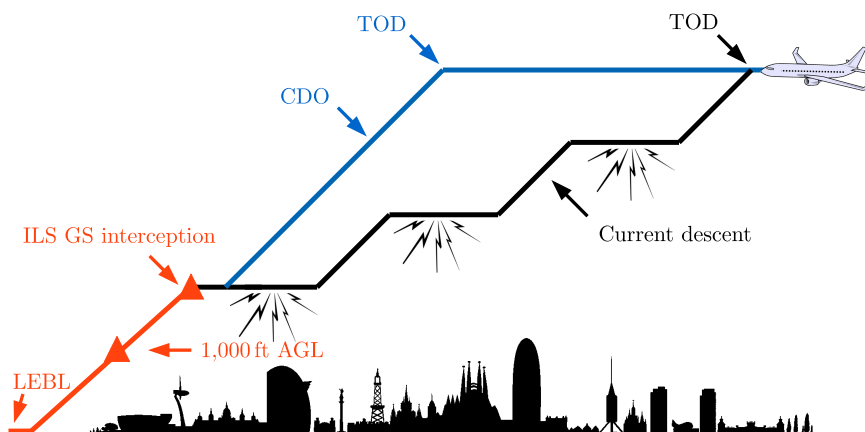 TOD
TOD
CDO
ILS GS interception
Current descent
1,000 ft AGL
LEBL